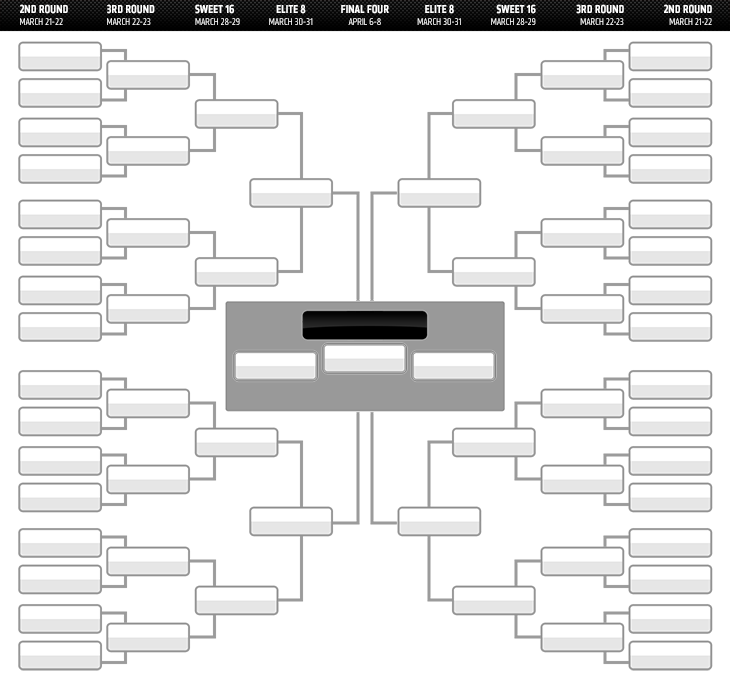 2ND ROUND 3RD ROUND SWEET 16 ELITE 8 FINAL FOUR ELITE 8 SWEET 16 3RD ROUND 2ND ROUND
MARCH 21-22 MARCH 22-23 MARCH 28-29 MARCH 30-31 APRIL 6-8 MARCH 30-31 MARCH 28-29 MARCH 22-23 MARCH 21-22